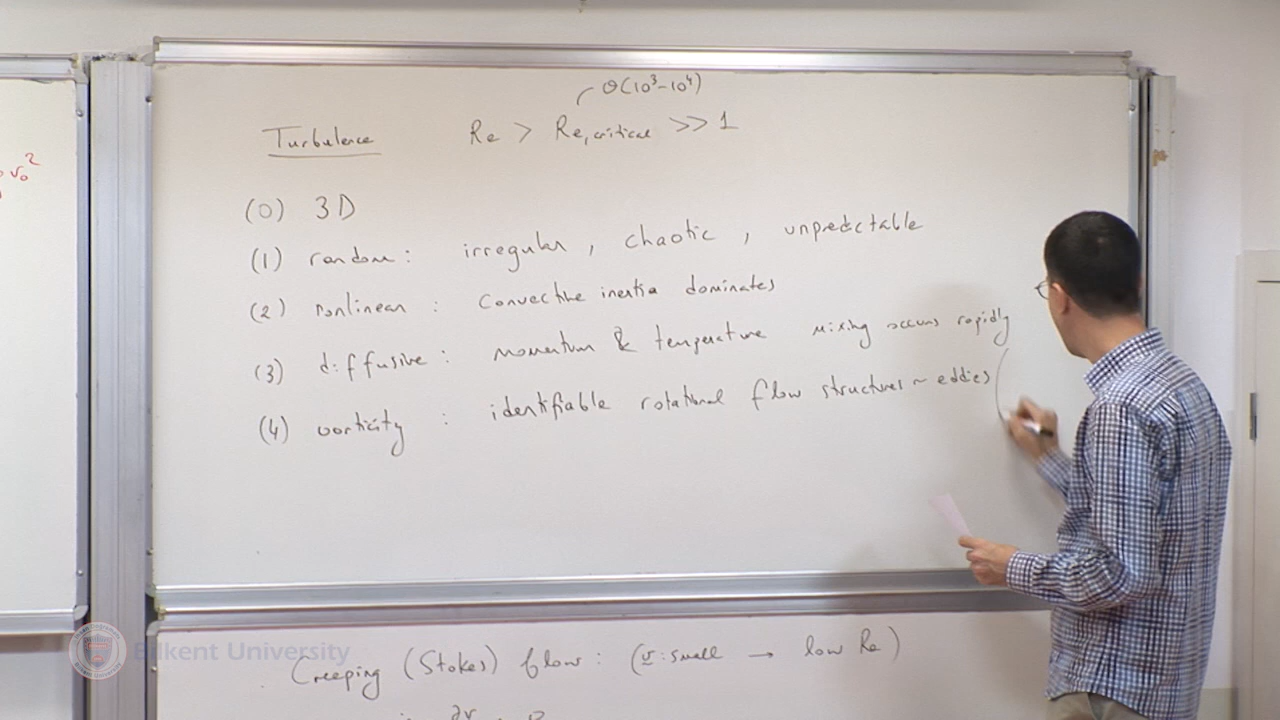 v₀²
O(10³-10⁴)
Turbulence Re > Re,critical >> 1
(0) 3D
(1) random : irregular , chaotic , unpredictable
(2) nonlinear : convective inertia dominates
(3) diffusive : momentum & temperature mixing occurs rapidly
(4) vorticity : identifiable rotational flow structures ~ eddies (
Creeping (Stokes) flow : (v : small → low Re)
Bilkent University